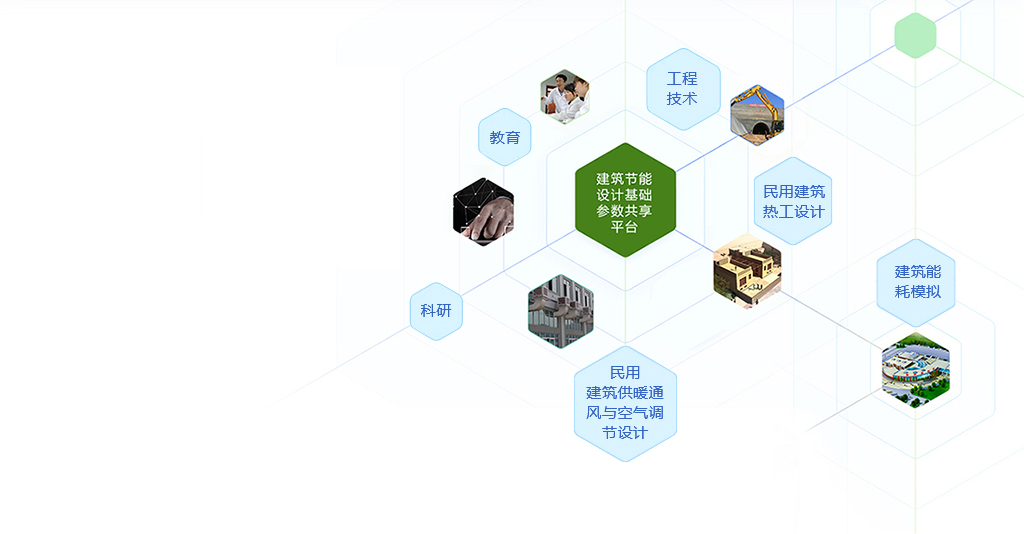 工程
技术
教育
建筑节能
设计基础
参数共享
平台
民用建筑
热工设计
建筑能
耗模拟
科研
民用
建筑供暖通
风与空气调
节设计